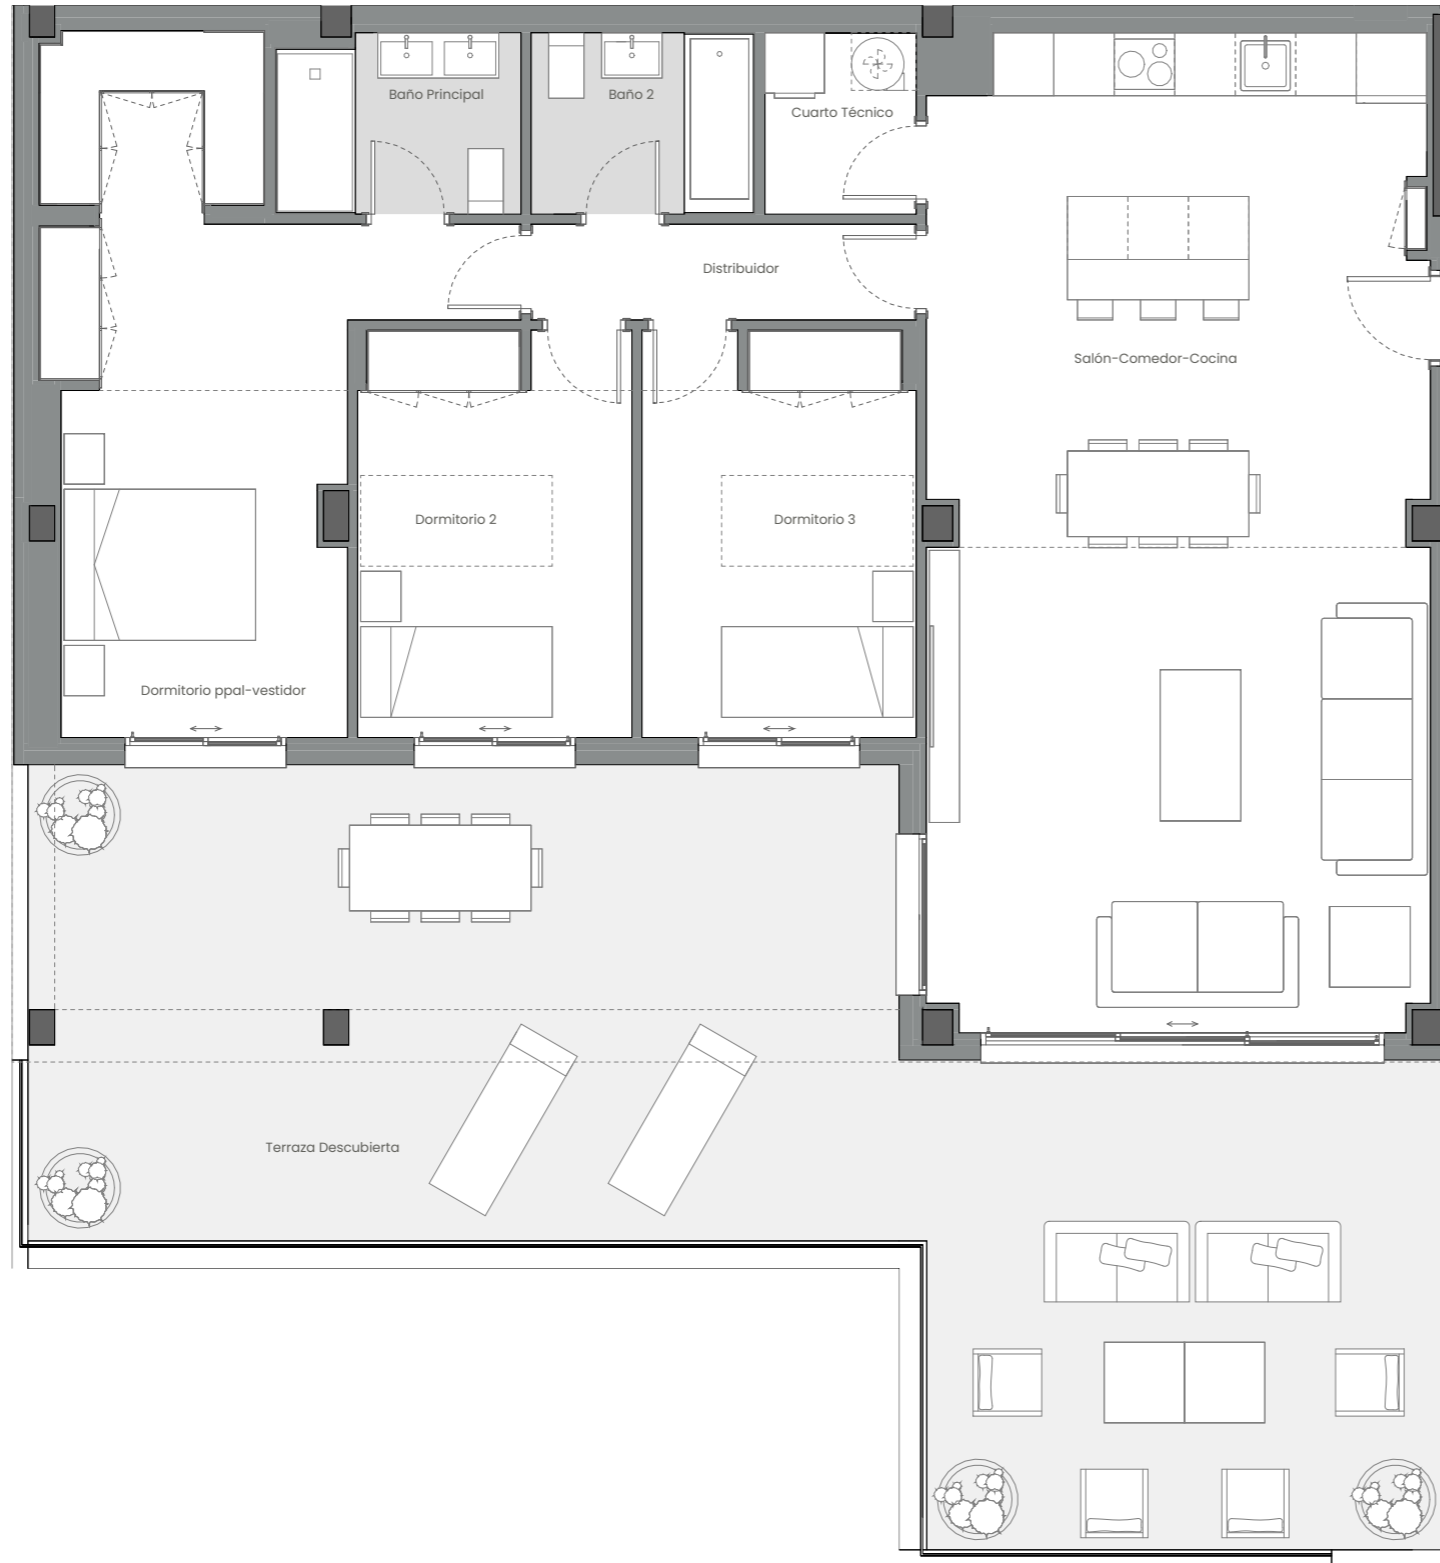 Baño Principal
Baño 2
Cuarto Técnico
Distribuidor
Salón-Comedor-Cocina
Dormitorio 2
Dormitorio 3
Dormitorio ppal-vestidor
Terraza Descubierta